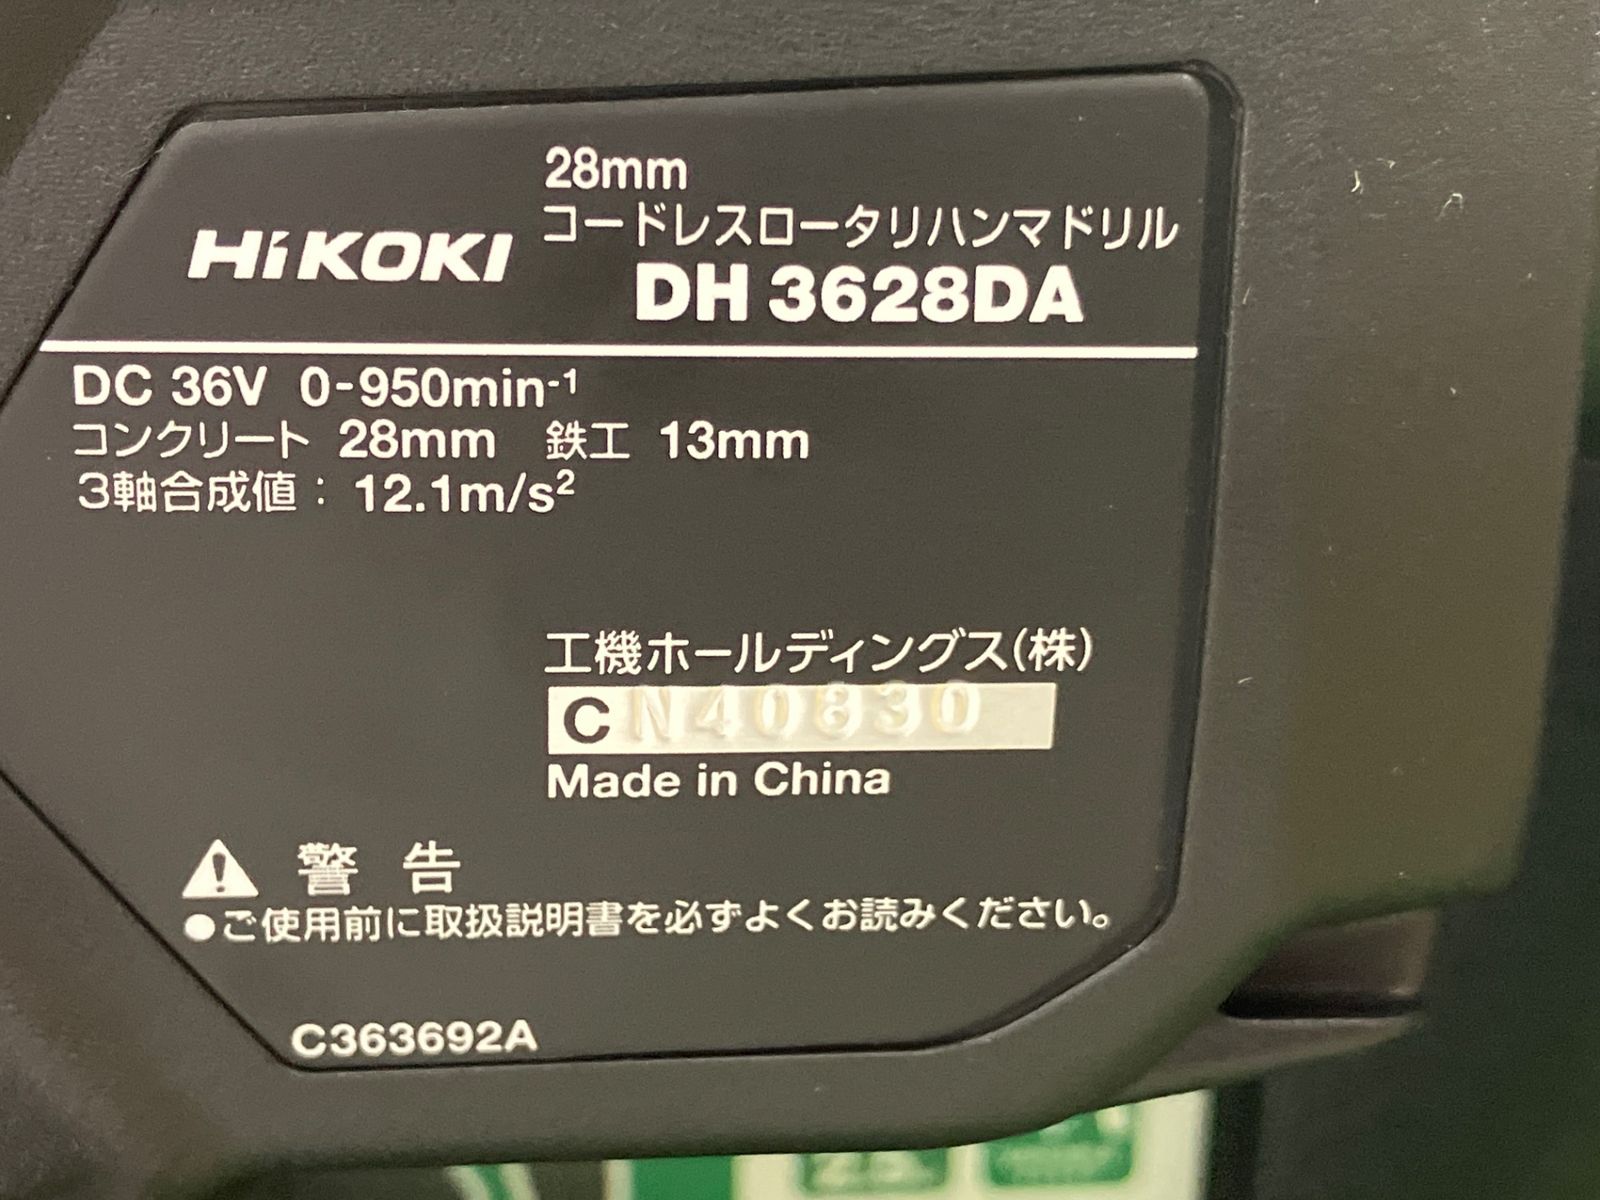 28mm
コードレスロータリハンマドリル
HiKOKI
DH 3628DA
DC 36V 0-950min-1
コンクリート 28mm 鉄工 13mm
3軸合成値： 12.1m/s²
工機ホールディングス(株)
C N40830
Made in China
警 告
●ご使用前に取扱説明書を必ずよくお読みください。
C363692A